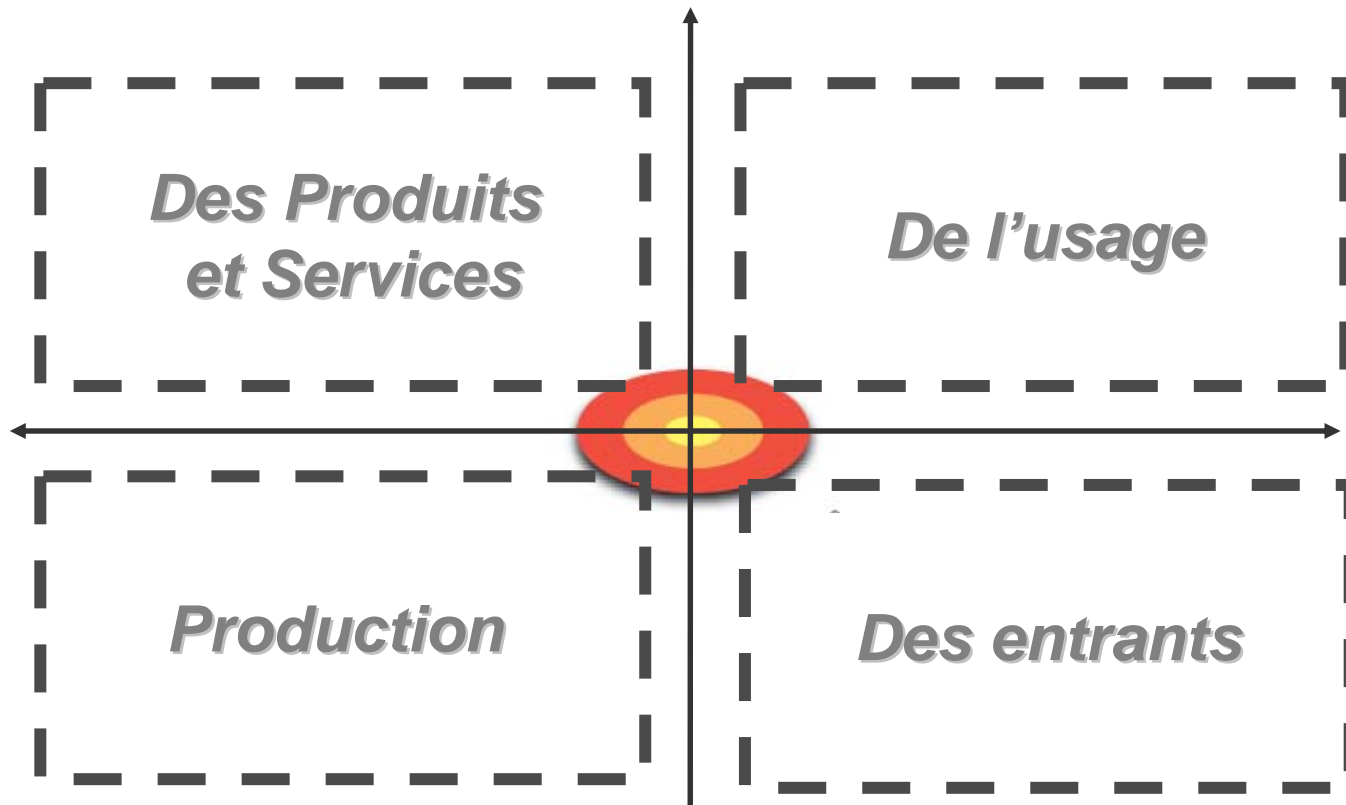 Des Produits
et Services
De l’usage
Production
Des entrants